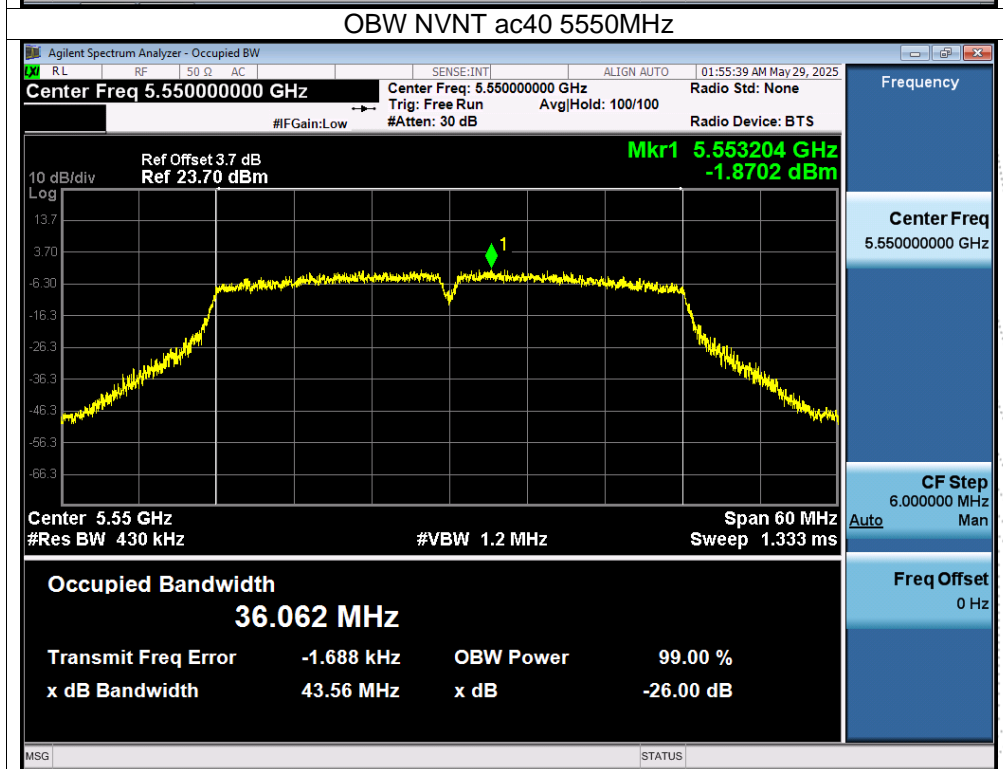 OBW NVNT ac40 5550MHz
Agilent Spectrum Analyzer - Occupied BW
LXI RL RF 50 Ω AC SENSE:INT ALIGN AUTO 01:55:39 AM May 29, 2025
Center Freq 5.550000000 GHz
Center Freq: 5.550000000 GHz Radio Std: None
Trig: Free Run Avg|Hold: 100/100
#IFGain:Low #Atten: 30 dB Radio Device: BTS
Frequency
Mkr1 5.553204 GHz
-1.8702 dBm
Ref Offset 3.7 dB
10 dB/div Ref 23.70 dBm
Log
13.7
3.70
-6.30
-16.3
-26.3
-36.3
-46.3
-56.3
-66.3
1
Center 5.55 GHz Span 60 MHz
#Res BW 430 kHz #VBW 1.2 MHz Sweep 1.333 ms
Center Freq
5.550000000 GHz
CF Step
6.000000 MHz
Auto Man
Freq Offset
0 Hz
Occupied Bandwidth
36.062 MHz
Transmit Freq Error -1.688 kHz OBW Power 99.00 %
x dB Bandwidth 43.56 MHz x dB -26.00 dB
MSG STATUS